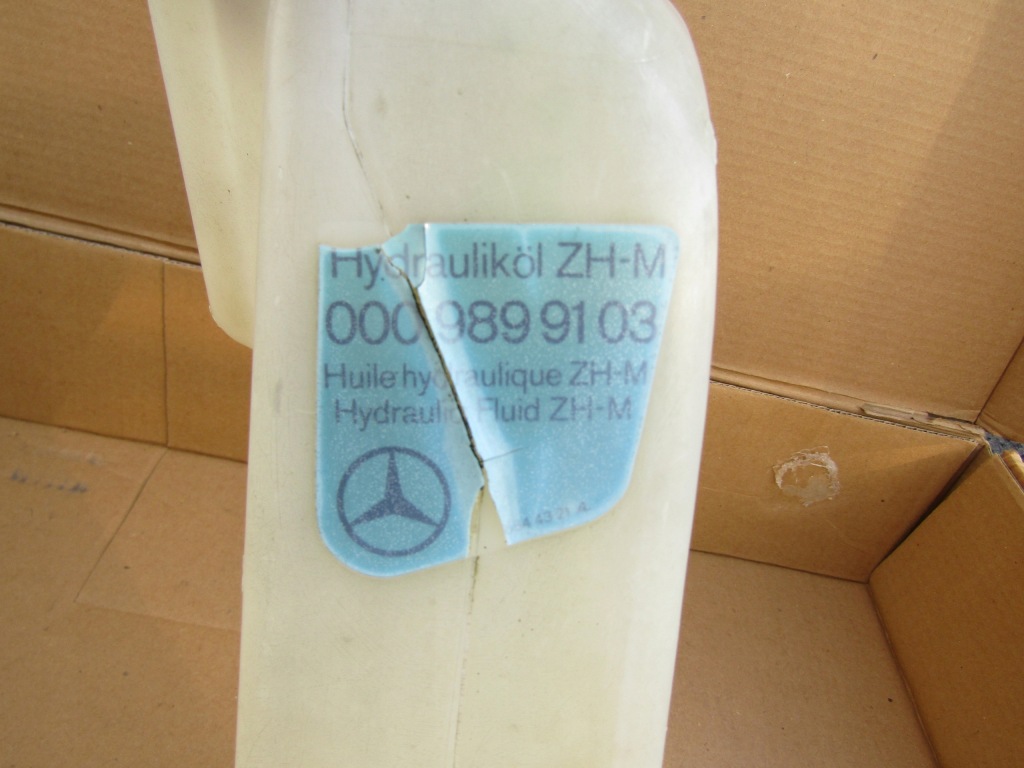 Hydrauliköl ZH-M
000 989 91 03
Huile hydraulique ZH-M
Hydraulic Fluid ZH-M